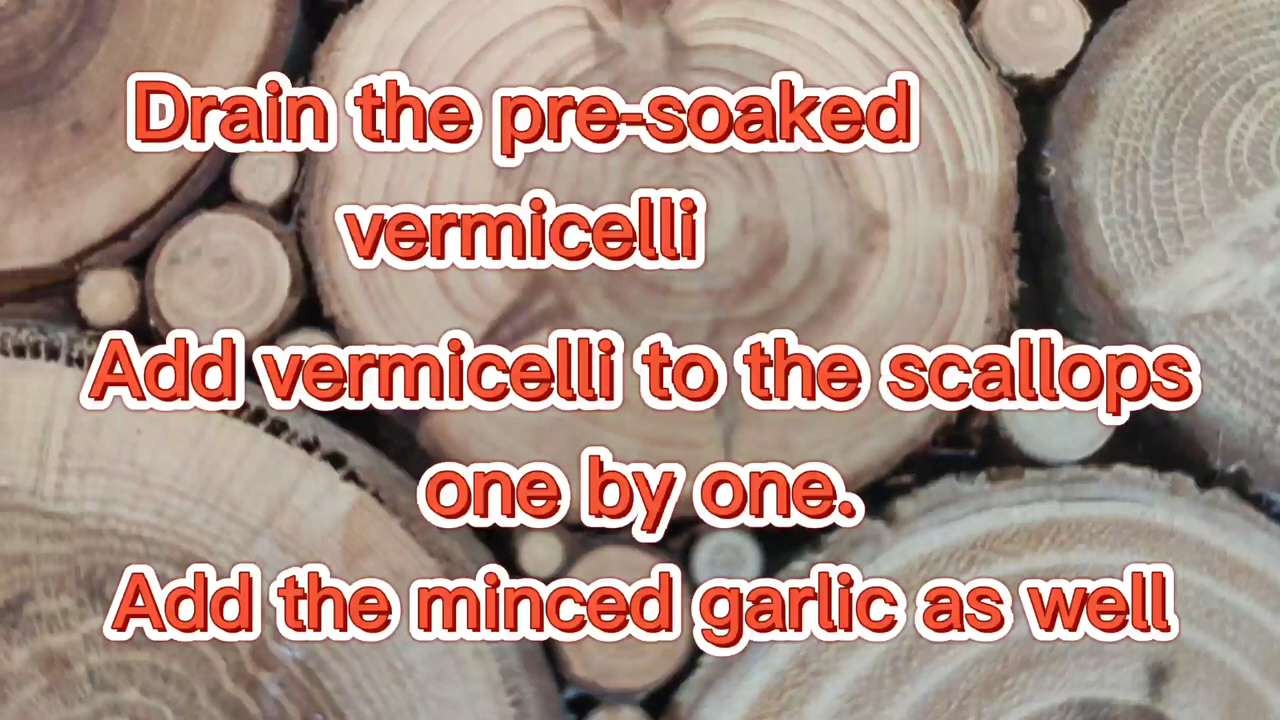 Drain the pre-soaked
vermicelli
Add vermicelli to the scallops
one by one.
Add the minced garlic as well